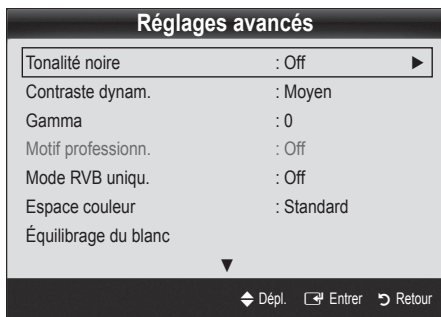 Réglages avancés
Tonalité noire : Off ►
Contraste dynam. : Moyen
Gamma : 0
Motif professionn. : Off
Mode RVB uniqu. : Off
Espace couleur : Standard
Équilibrage du blanc
▼
Dépl. Entrer Retour